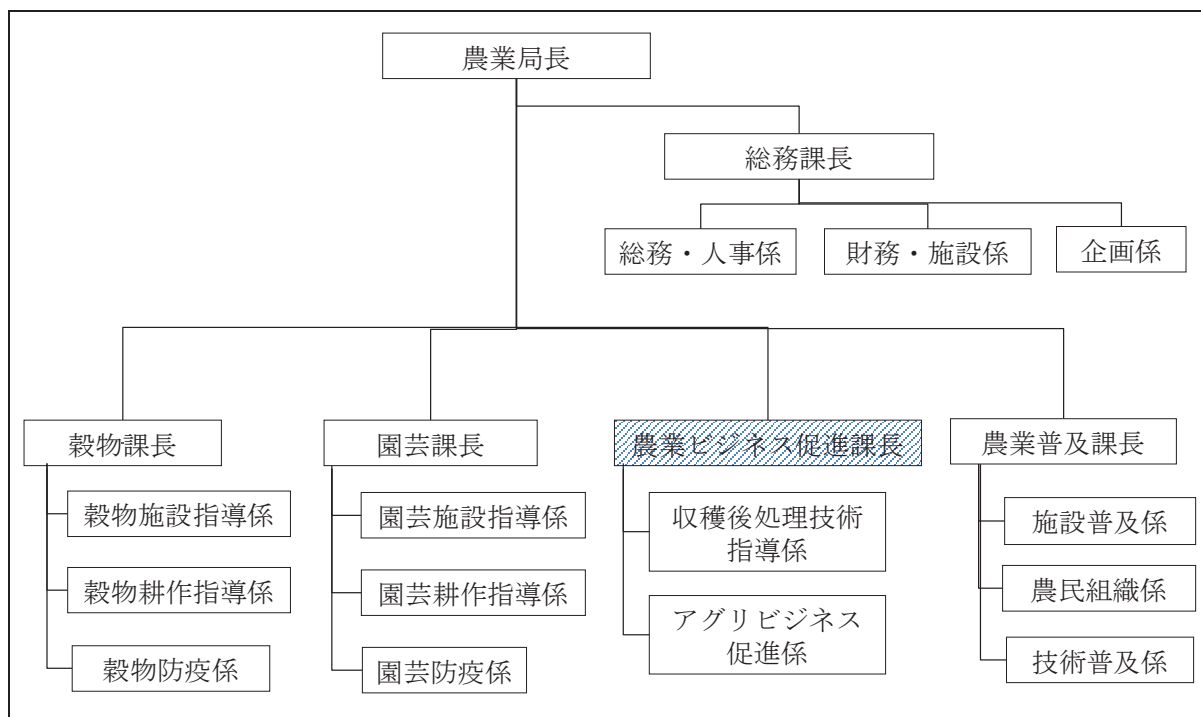 農業局長
総務課長
総務・人事係
財務・施設係
企画係
穀物課長
園芸課長
農業ビジネス促進課長
農業普及課長
穀物施設指導係
穀物耕作指導係
穀物防疫係
園芸施設指導係
園芸耕作指導係
園芸防疫係
収穫後処理技術
指導係
アグリビジネス
促進係
施設普及係
農民組織係
技術普及係